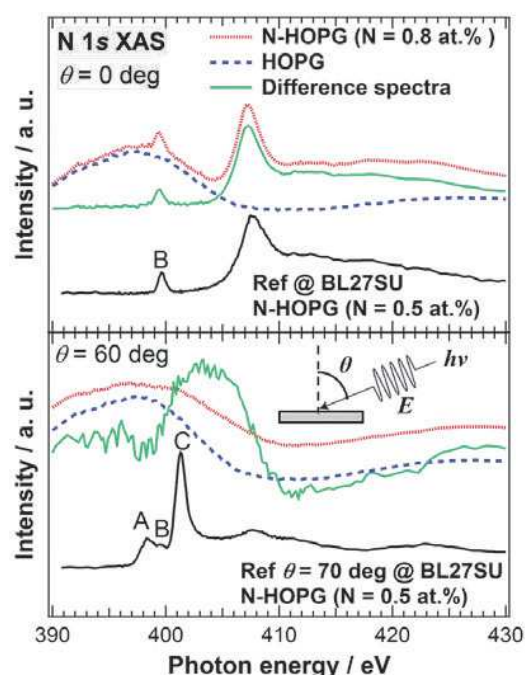 N 1s XAS
θ = 0 deg
N-HOPG (N = 0.8 at.% )
HOPG
Difference spectra
Intensity / a. u.
B
Ref @ BL27SU
N-HOPG (N = 0.5 at.%)
θ = 60 deg
θ
hν
E
Intensity / a. u.
C
A
B
Ref θ = 70 deg @ BL27SU
N-HOPG (N = 0.5 at.%)
390 400 410 420 430
Photon energy / eV